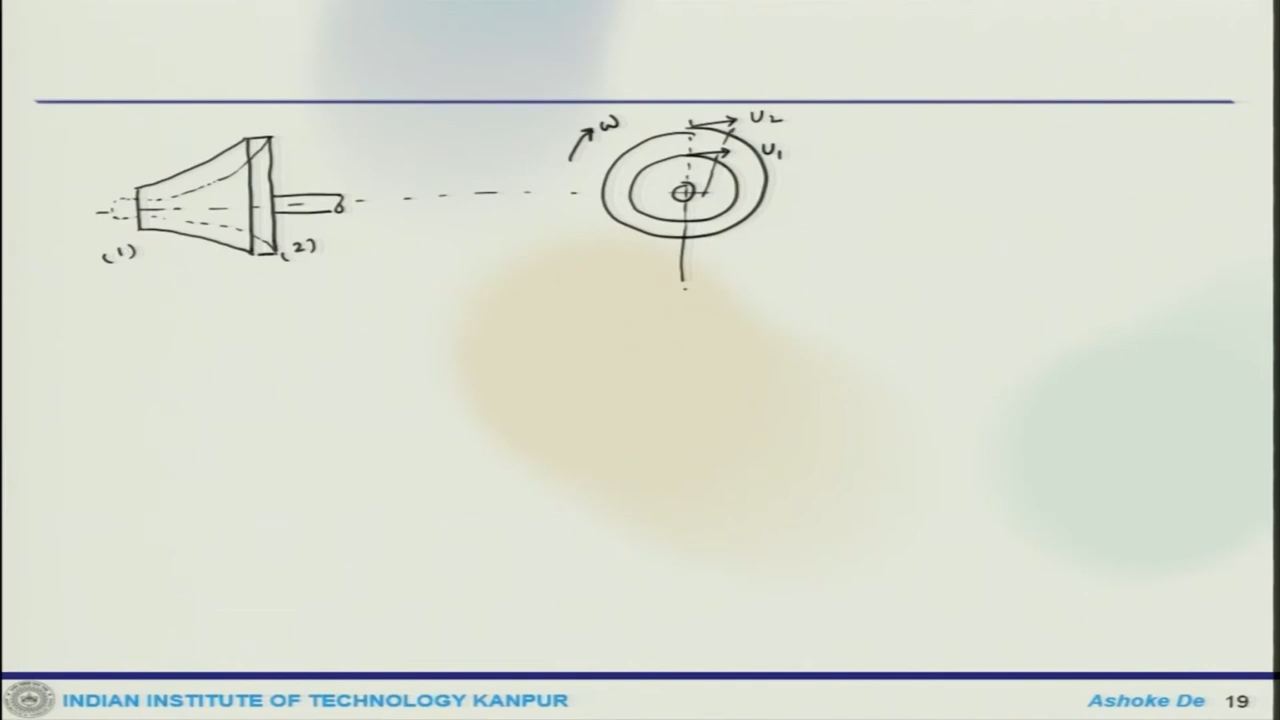 ω
U₂
U₁
(1)
(2)
INDIAN INSTITUTE OF TECHNOLOGY KANPUR
Ashoke De 19